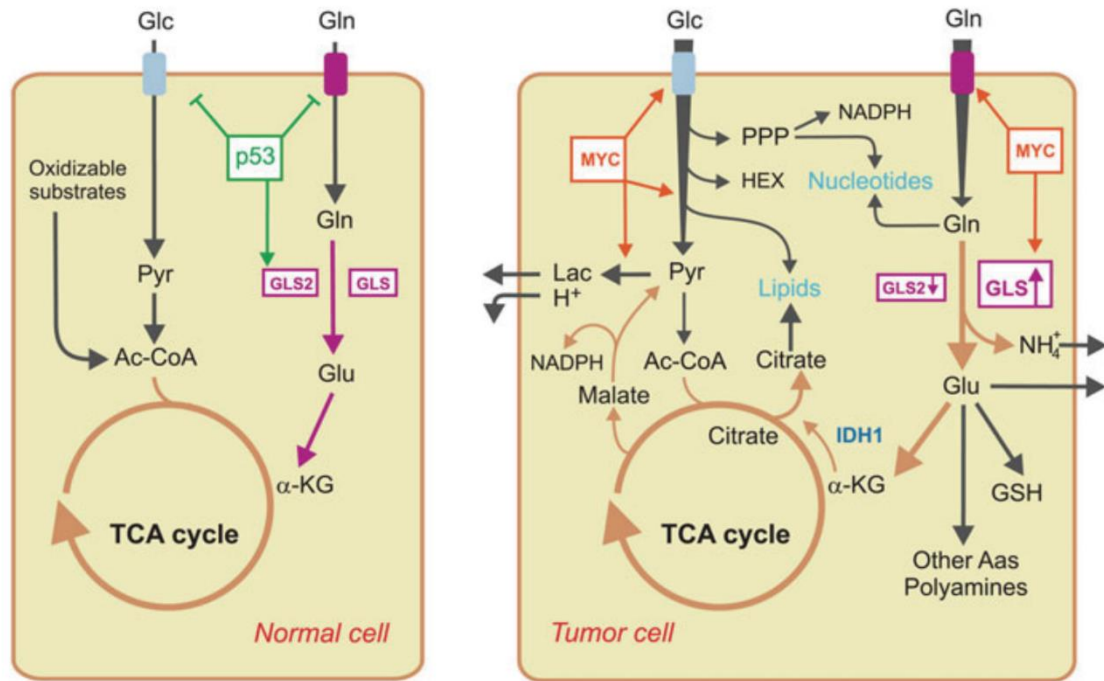 Glc
Gln
p53
Oxidizable
substrates
Gln
Pyr
GLS2
GLS
Ac-CoA
Glu
α-KG
TCA cycle
Normal cell
Glc
Gln
NADPH
PPP
MYC
MYC
HEX
Nucleotides
Gln
Lac
Pyr
H⁺
Lipids
GLS2
GLS
NADPH
Ac-CoA
Citrate
NH₄⁺
Malate
Glu
Citrate
IDH1
α-KG
GSH
TCA cycle
Other Aas
Polyamines
Tumor cell